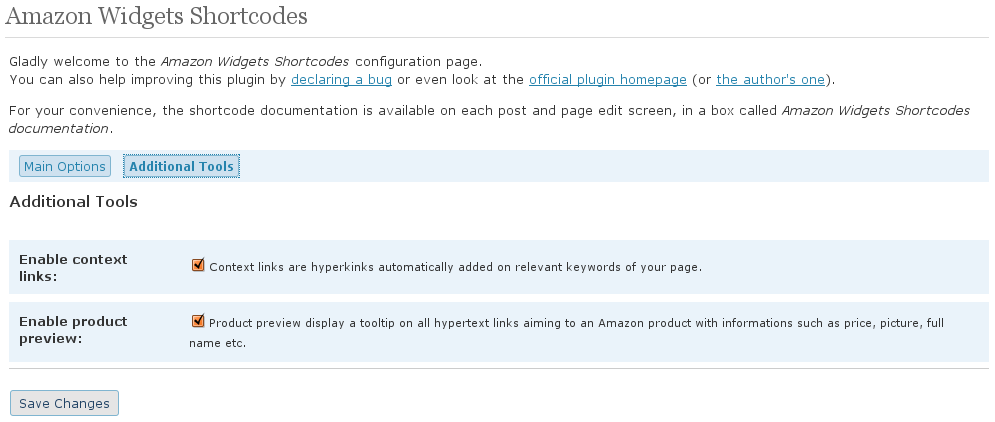 Amazon Widgets Shortcodes
Gladly welcome to the Amazon Widgets Shortcodes configuration page.
You can also help improving this plugin by declaring a bug or even look at the official plugin homepage (or the author's one).
For your convenience, the shortcode documentation is available on each post and page edit screen, in a box called Amazon Widgets Shortcodes
documentation.
Main Options Additional Tools
Additional Tools
Enable context
links:
Context links are hyperkinks automatically added on relevant keywords of your page.
Enable product
preview:
Product preview display a tooltip on all hypertext links aiming to an Amazon product with informations such as price, picture, full
name etc.
Save Changes